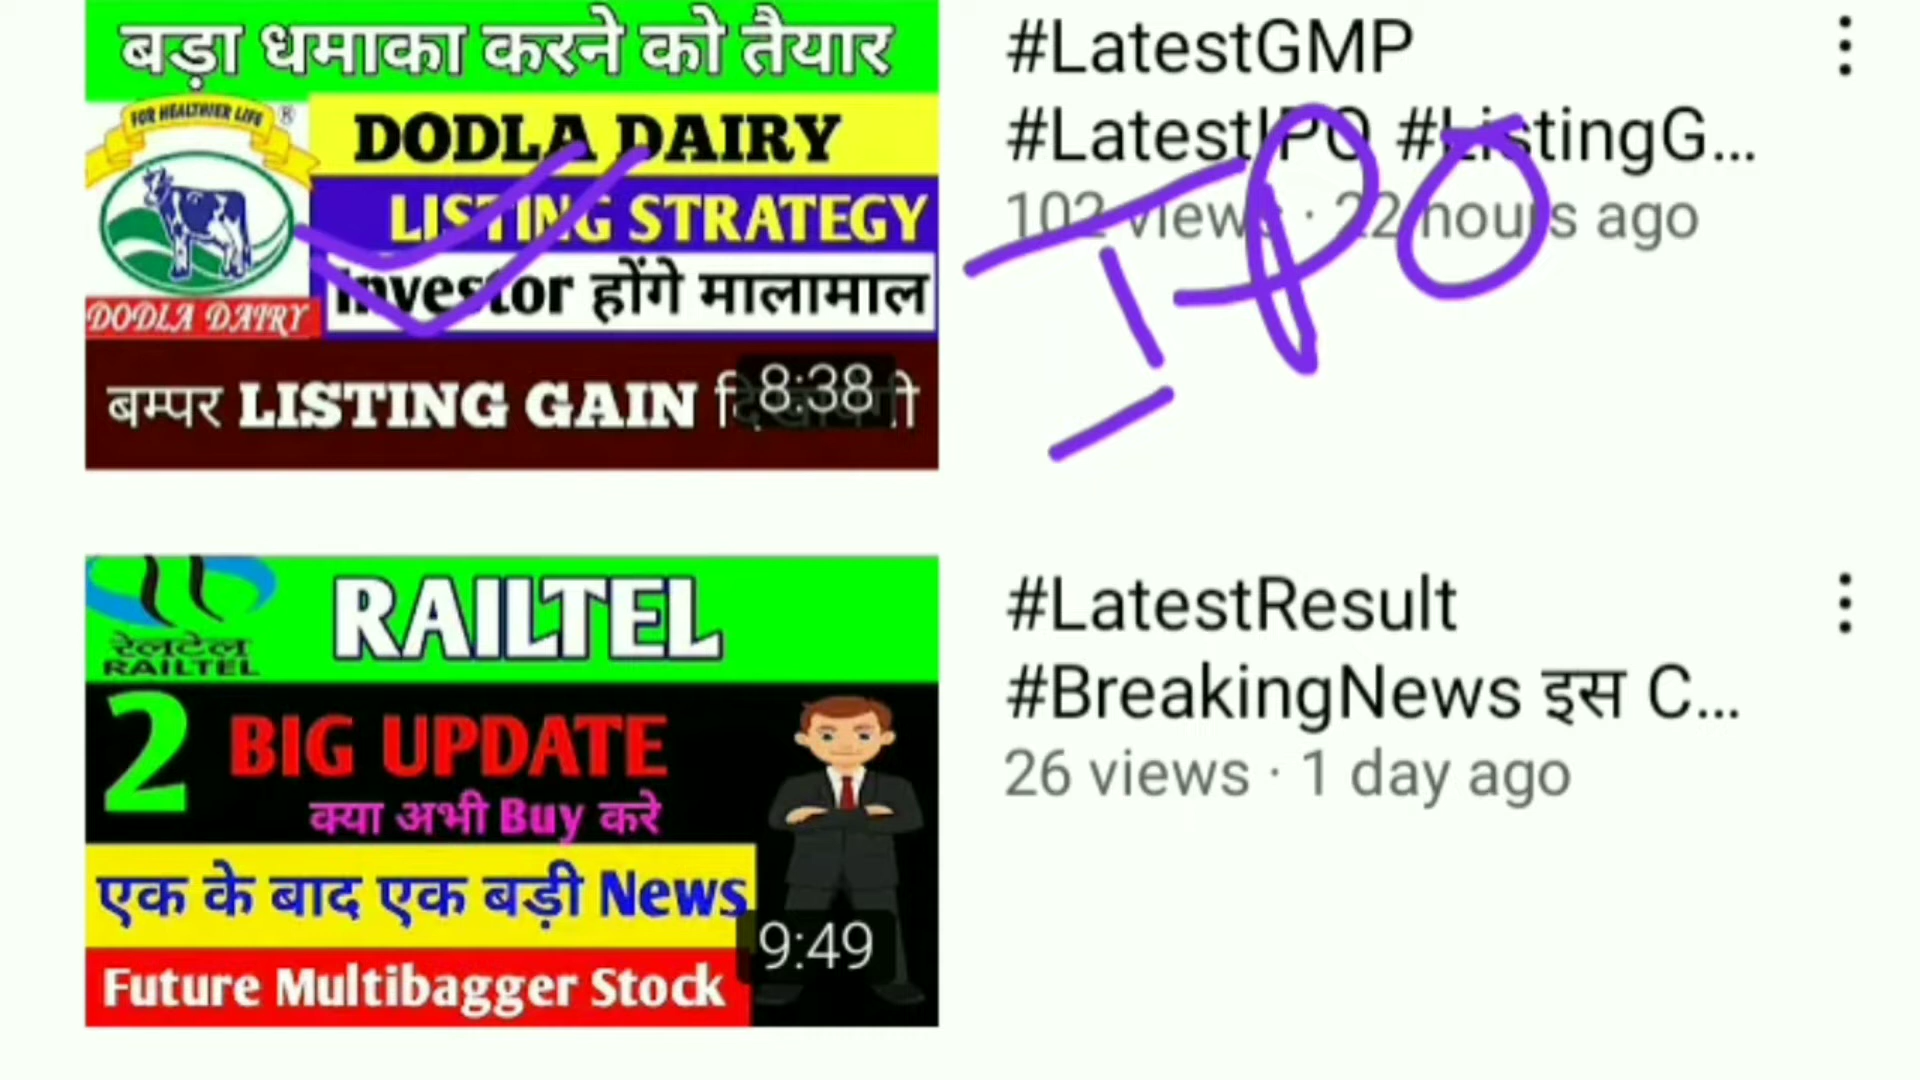 बड़ा धमाका करने को तैयार
FOR HEALTHIER LIFE ®
DODLA DAIRY
LISTING STRATEGY
Investor होंगे मालामाल
DODLA DAIRY
बम्पर LISTING GAIN
8:38
#LatestGMP
#LatestIPO #ListingG...
102 views · 22 hours ago
IPO
रेलटेल
RAILTEL
RAILTEL
2 BIG UPDATE
क्या अभी Buy करे
एक के बाद एक बड़ी News
Future Multibagger Stock
9:49
#LatestResult
#BreakingNews इस C...
26 views · 1 day ago